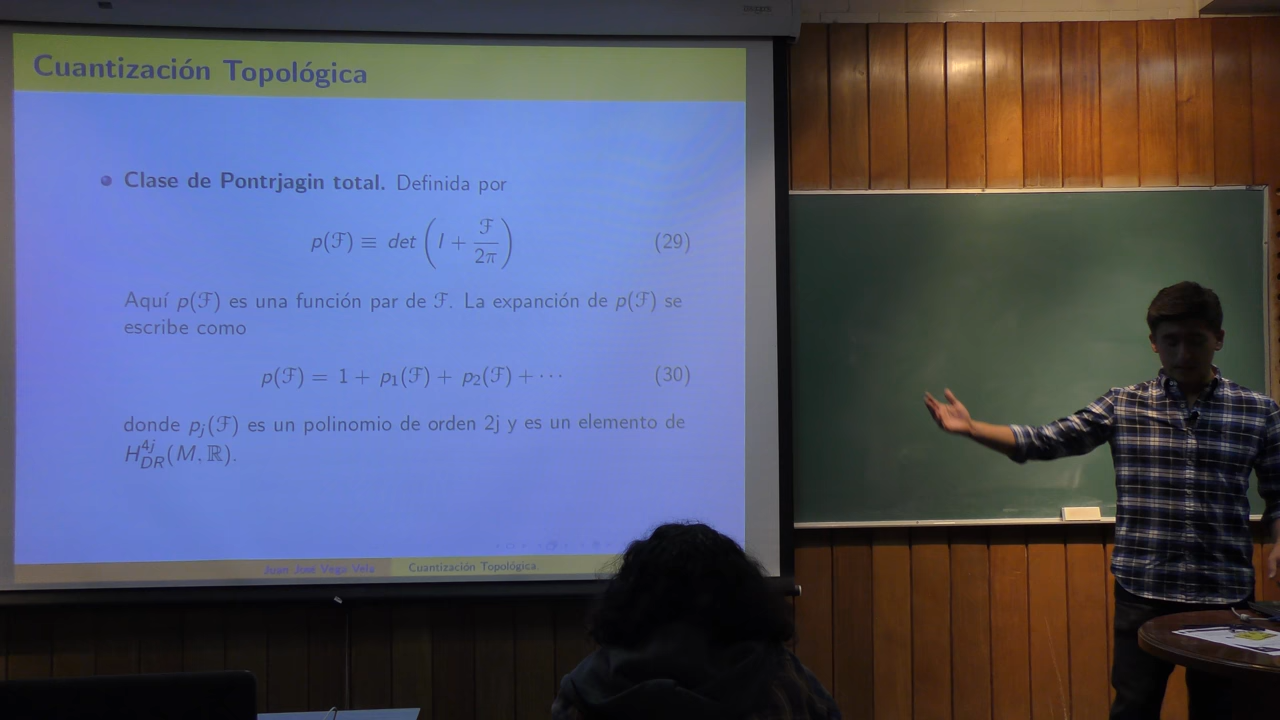 Cuantización Topológica
Clase de Pontrjagin total. Definida por
p(ℱ) ≡ det (I + ℱ/2π) (29)
Aquí p(ℱ) es una función par de ℱ. La expanción de p(ℱ) se
escribe como
p(ℱ) = 1 + p₁(ℱ) + p₂(ℱ) + ··· (30)
donde pⱼ(ℱ) es un polinomio de orden 2j y es un elemento de
H⁴ʲ_DR(M.ℝ).
Juan José Vega Vela Cuantización Topológica